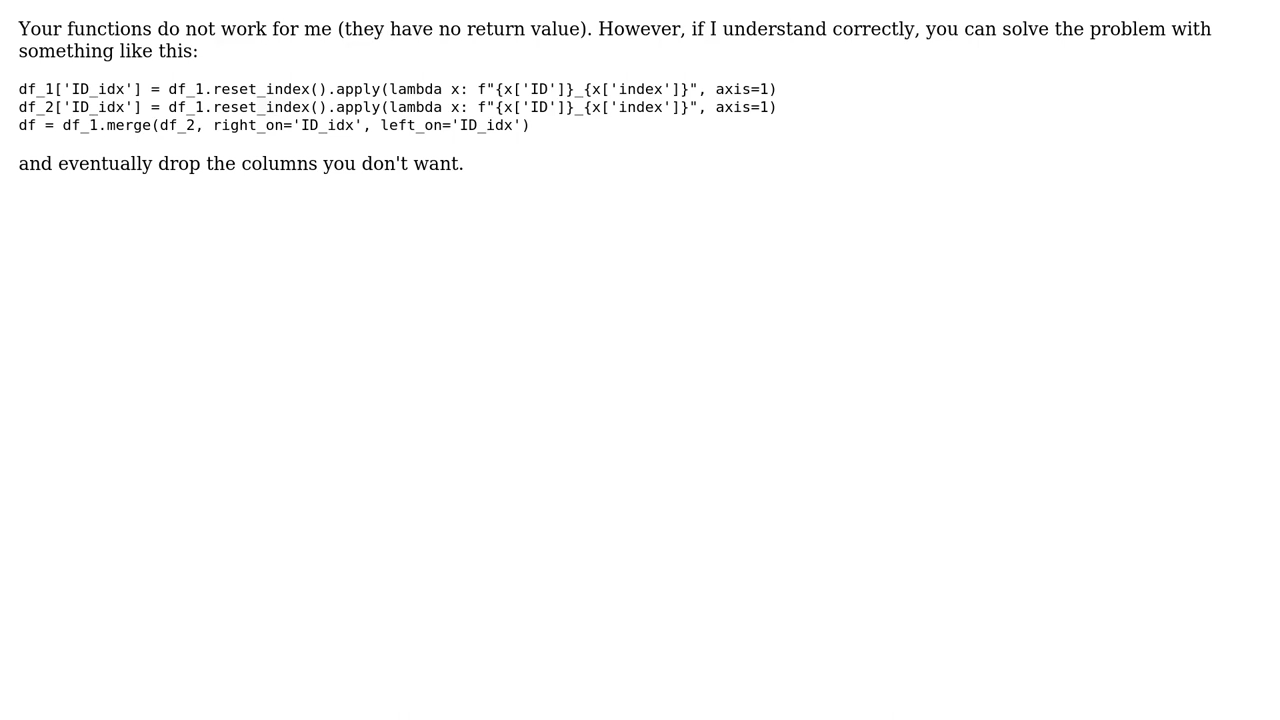 Your functions do not work for me (they have no return value). However, if I understand correctly, you can solve the problem with
something like this:
df_1['ID_idx'] = df_1.reset_index().apply(lambda x: f"{x['ID']}_{x['index']}", axis=1)
df_2['ID_idx'] = df_1.reset_index().apply(lambda x: f"{x['ID']}_{x['index']}", axis=1)
df = df_1.merge(df_2, right_on='ID_idx', left_on='ID_idx')
and eventually drop the columns you don't want.